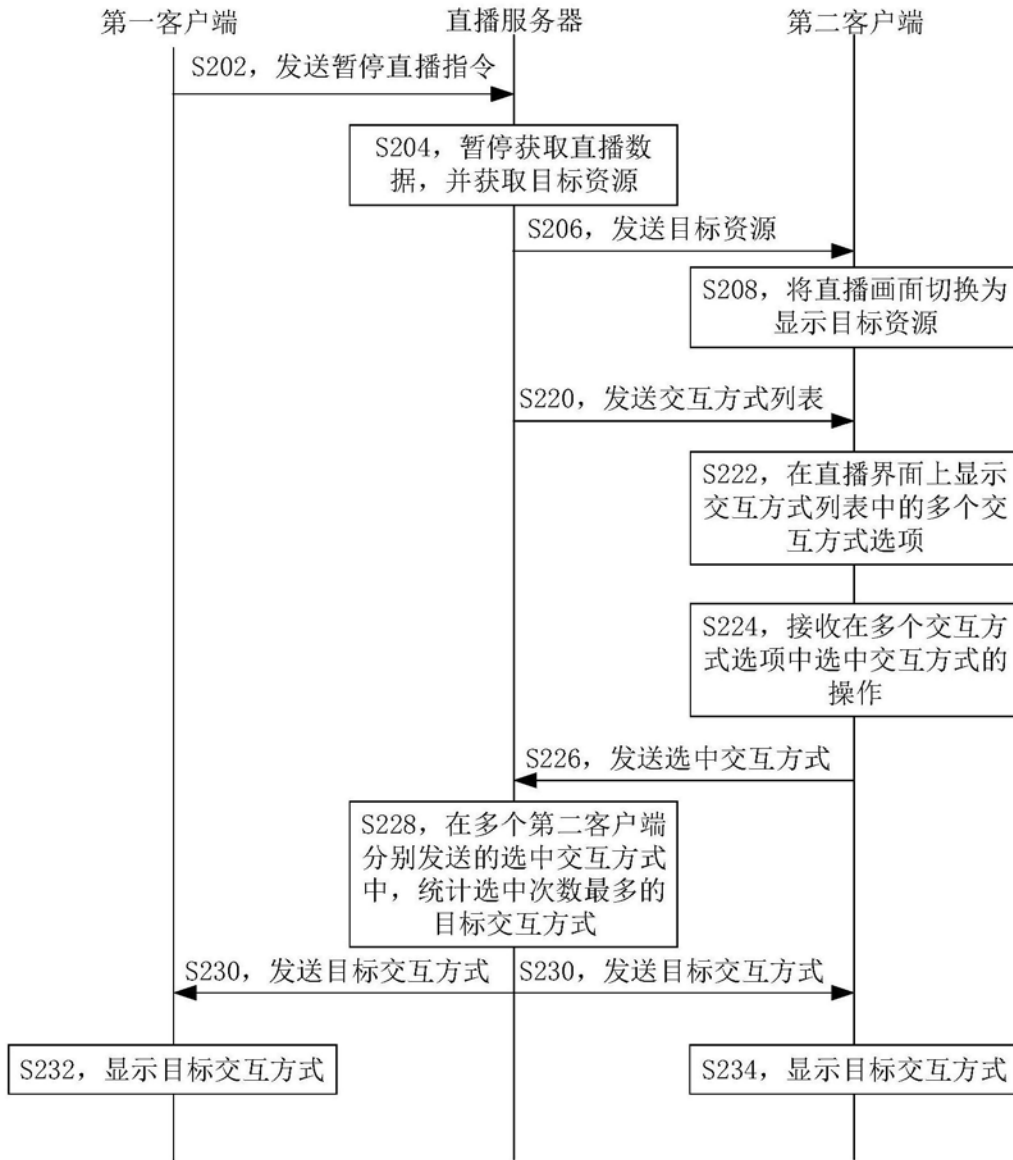 第一客户端
直播服务器
第二客户端
S202，发送暂停直播指令
S204，暂停获取直播数
据，并获取目标资源
S206，发送目标资源
S208，将直播画面切换为
显示目标资源
S220，发送交互方式列表
S222，在直播界面上显示
交互方式列表中的多个交
互方式选项
S224，接收在多个交互方
式选项中选中交互方式的
操作
S226，发送选中交互方式
S228，在多个第二客户端
分别发送的选中交互方式
中，统计选中次数最多的
目标交互方式
S230，发送目标交互方式
S230，发送目标交互方式
S232，显示目标交互方式
S234，显示目标交互方式